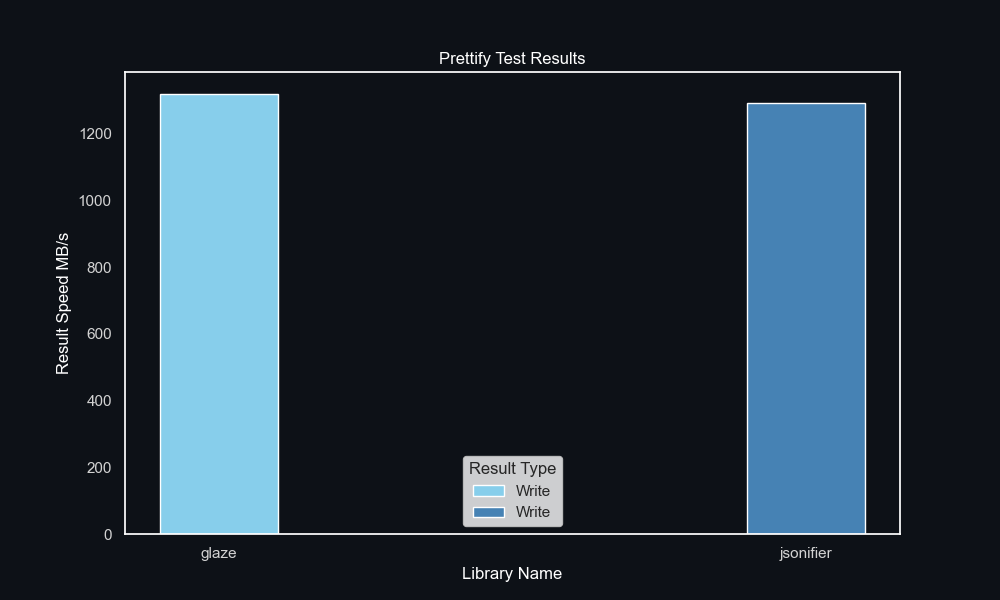 Prettify Test Results
Result Speed MB/s
1200
1000
800
600
400
200
0
Result Type
Write
Write
glaze
jsonifier
Library Name